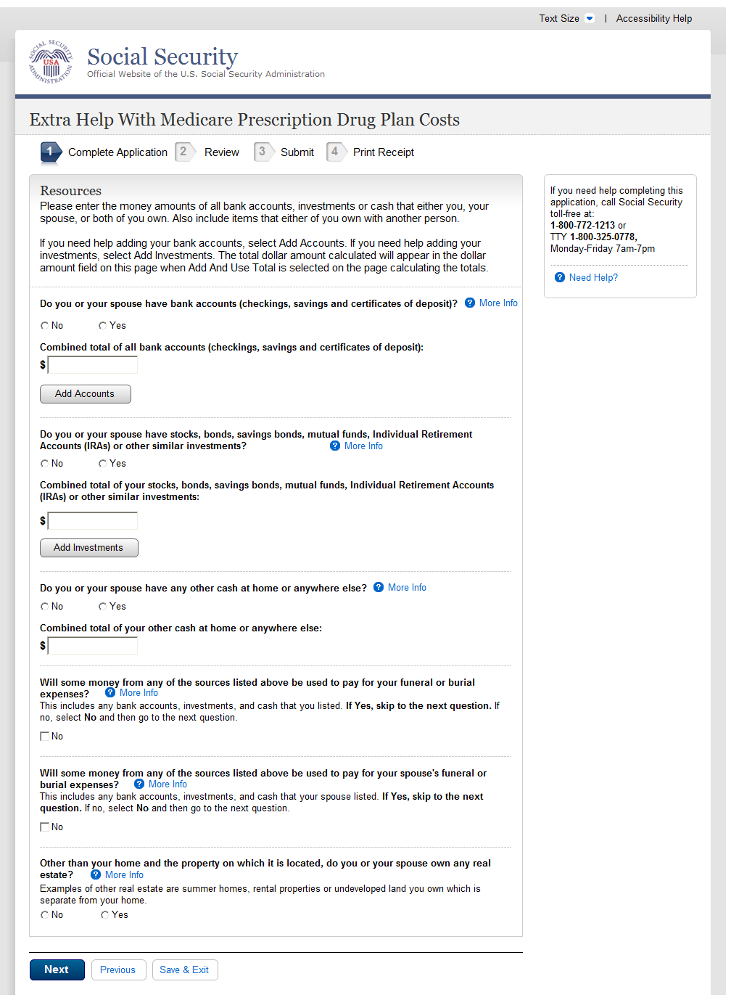 Text Size | Accessibility Help
SOCIAL SECURITY ADMINISTRATION
USA
Social Security
Official Website of the U.S. Social Security Administration
Extra Help With Medicare Prescription Drug Plan Costs
1 Complete Application 2 Review 3 Submit 4 Print Receipt
Resources
Please enter the money amounts of all bank accounts, investments or cash that either you, your
spouse, or both of you own. Also include items that either of you own with another person.
If you need help adding your bank accounts, select Add Accounts. If you need help adding your
investments, select Add Investments. The total dollar amount calculated will appear in the dollar
amount field on this page when Add And Use Total is selected on the page calculating the totals.
Do you or your spouse have bank accounts (checkings, savings and certificates of deposit)? ? More Info
No Yes
Combined total of all bank accounts (checkings, savings and certificates of deposit):
$
Add Accounts
Do you or your spouse have stocks, bonds, savings bonds, mutual funds, Individual Retirement
Accounts (IRAs) or other similar investments? ? More Info
No Yes
Combined total of your stocks, bonds, savings bonds, mutual funds, Individual Retirement Accounts
(IRAs) or other similar investments:
$
Add Investments
Do you or your spouse have any other cash at home or anywhere else? ? More Info
No Yes
Combined total of your other cash at home or anywhere else:
$
Will some money from any of the sources listed above be used to pay for your funeral or burial
expenses? ? More Info
This includes any bank accounts, investments, and cash that you listed. If Yes, skip to the next question. If
no, select No and then go to the next question.
No
Will some money from any of the sources listed above be used to pay for your spouse's funeral or
burial expenses? ? More Info
This includes any bank accounts, investments, and cash that your spouse listed. If Yes, skip to the next
question. If no, select No and then go to the next question.
No
Other than your home and the property on which it is located, do you or your spouse own any real
estate? ? More Info
Examples of other real estate are summer homes, rental properties or undeveloped land you own which is
separate from your home.
No Yes
Next Previous Save & Exit
If you need help completing this
application, call Social Security
toll-free at:
1-800-772-1213 or
TTY 1-800-325-0778,
Monday-Friday 7am-7pm
? Need Help?